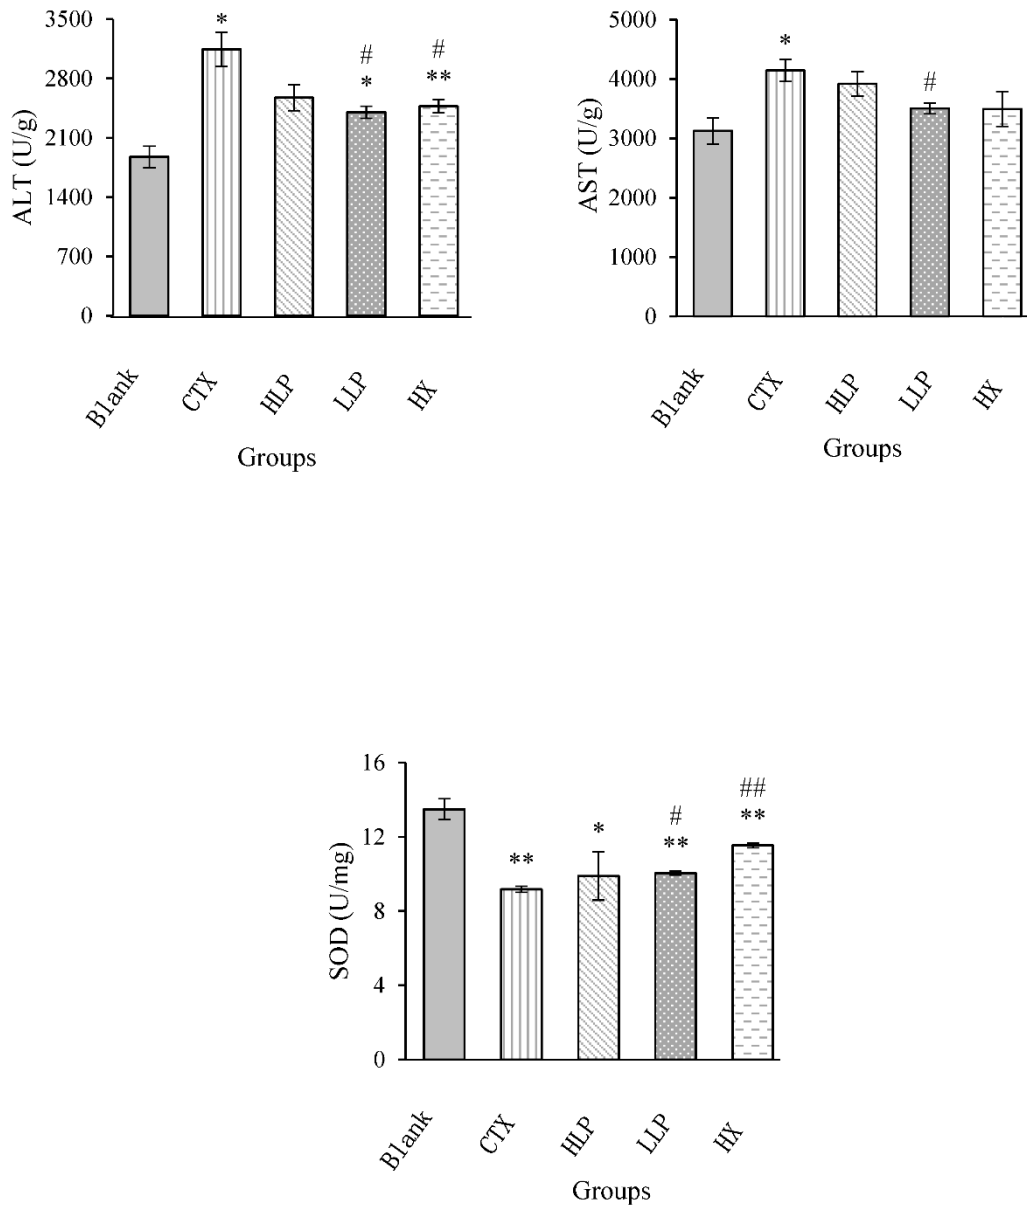 ALT (U/g)
3500
2800
2100
1400
700
0
*
#
*
#
**
Blank
CTX
HLP
LLP
HX
Groups
AST (U/g)
5000
4000
3000
2000
1000
0
*
#
Blank
CTX
HLP
LLP
HX
Groups
SOD (U/mg)
16
12
8
4
0
**
*
#
**
##
**
Blank
CTX
HLP
LLP
HX
Groups